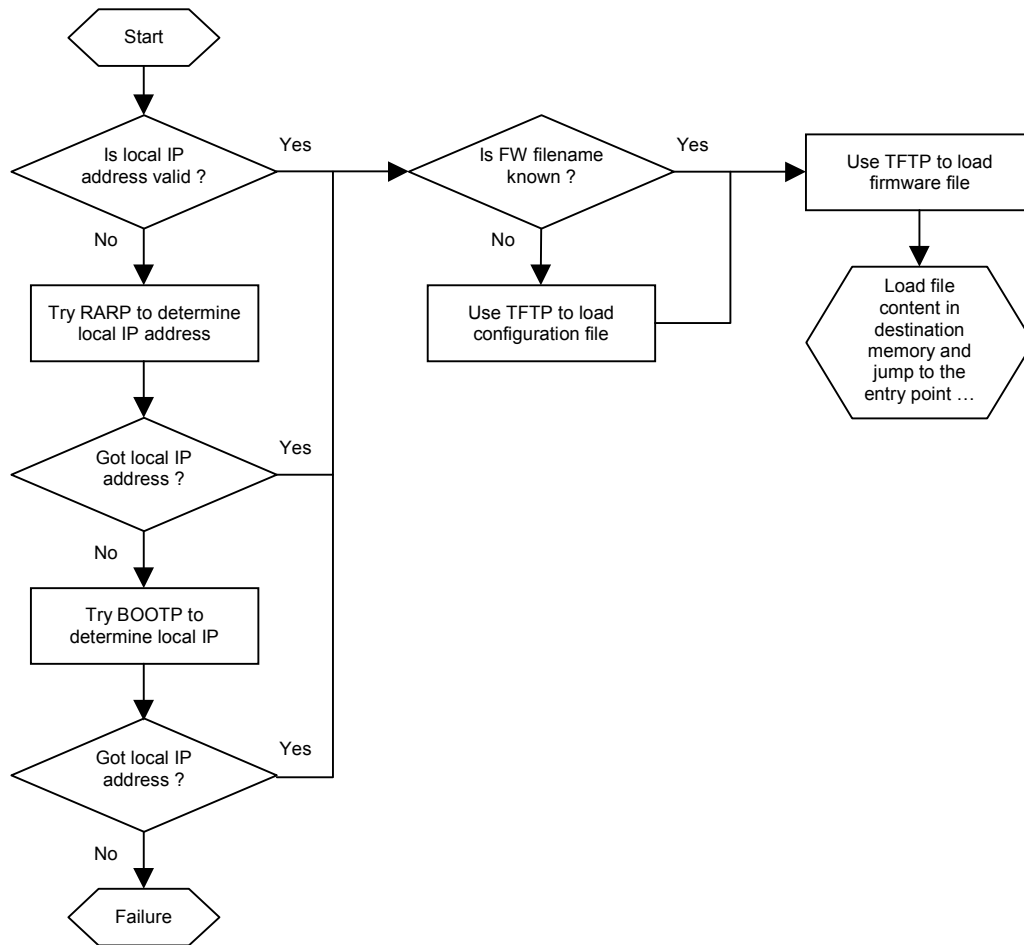 Start
Is local IP
address valid ?
Yes
No
Try RARP to determine
local IP address
Got local IP
address ?
Yes
No
Try BOOTP to
determine local IP
Got local IP
address ?
Yes
No
Failure
Is FW filename
known ?
Yes
No
Use TFTP to load
configuration file
Use TFTP to load
firmware file
Load file
content in
destination
memory and
jump to the
entry point …